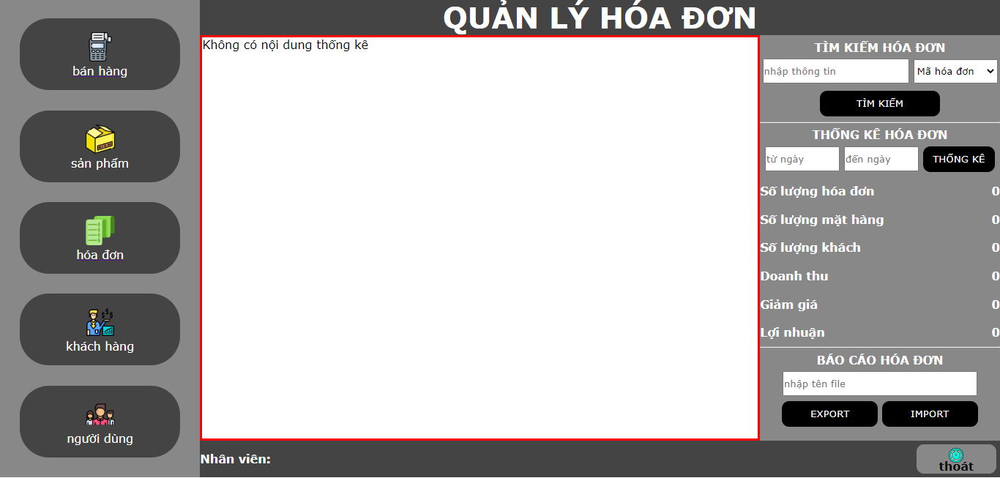 bán hàng
sản phẩm
hóa đơn
khách hàng
người dùng
QUẢN LÝ HÓA ĐƠN
Không có nội dung thống kê
TÌM KIẾM HÓA ĐƠN
nhập thông tin Mã hóa đơn
TÌM KIẾM
THỐNG KÊ HÓA ĐƠN
từ ngày đến ngày THỐNG KÊ
Số lượng hóa đơn 0
Số lượng mặt hàng 0
Số lượng khách 0
Doanh thu 0
Giảm giá 0
Lợi nhuận 0
BÁO CÁO HÓA ĐƠN
nhập tên file
EXPORT IMPORT
Nhân viên:
thoát